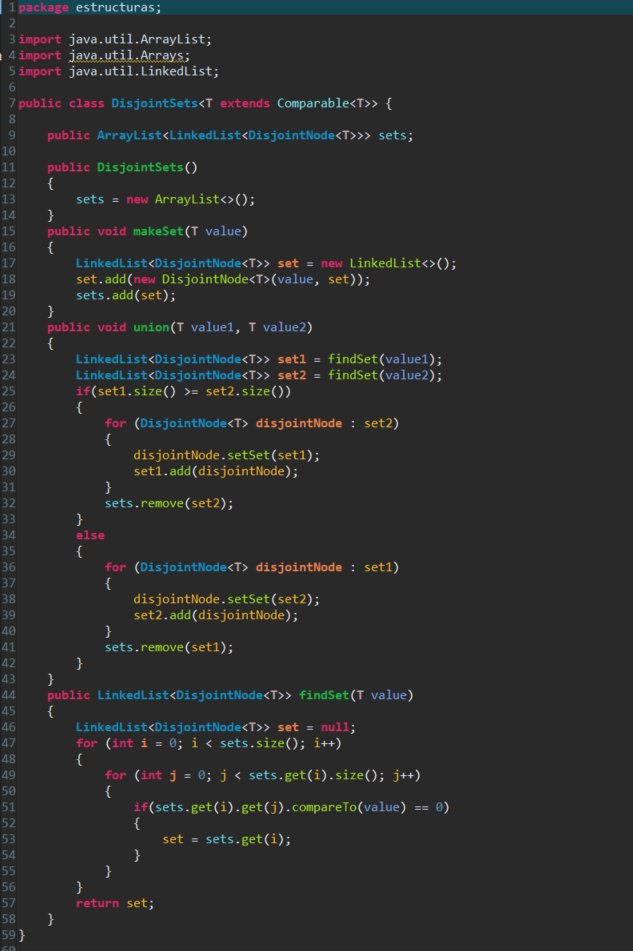 1 package estructuras;
2
3 import java.util.ArrayList;
4 import java.util.Arrays;
5 import java.util.LinkedList;
6
7 public class DisjointSets<T extends Comparable<T>> {
8
9     public ArrayList<LinkedList<DisjointNode<T>>> sets;
10
11     public DisjointSets()
12     {
13         sets = new ArrayList<>();
14     }
15     public void makeSet(T value)
16     {
17         LinkedList<DisjointNode<T>> set = new LinkedList<>();
18         set.add(new DisjointNode<T>(value, set));
19         sets.add(set);
20     }
21     public void union(T value1, T value2)
22     {
23         LinkedList<DisjointNode<T>> set1 = findSet(value1);
24         LinkedList<DisjointNode<T>> set2 = findSet(value2);
25         if(set1.size() >= set2.size())
26         {
27             for (DisjointNode<T> disjointNode : set2)
28             {
29                 disjointNode.setSet(set1);
30                 set1.add(disjointNode);
31             }
32             sets.remove(set2);
33         }
34         else
35         {
36             for (DisjointNode<T> disjointNode : set1)
37             {
38                 disjointNode.setSet(set2);
39                 set2.add(disjointNode);
40             }
41             sets.remove(set1);
42         }
43     }
44     public LinkedList<DisjointNode<T>> findSet(T value)
45     {
46         LinkedList<DisjointNode<T>> set = null;
47         for (int i = 0; i < sets.size(); i++)
48         {
49             for (int j = 0; j < sets.get(i).size(); j++)
50             {
51                 if(sets.get(i).get(j).compareTo(value) == 0)
52                 {
53                     set = sets.get(i);
54                 }
55             }
56         }
57         return set;
58     }
59 }
60